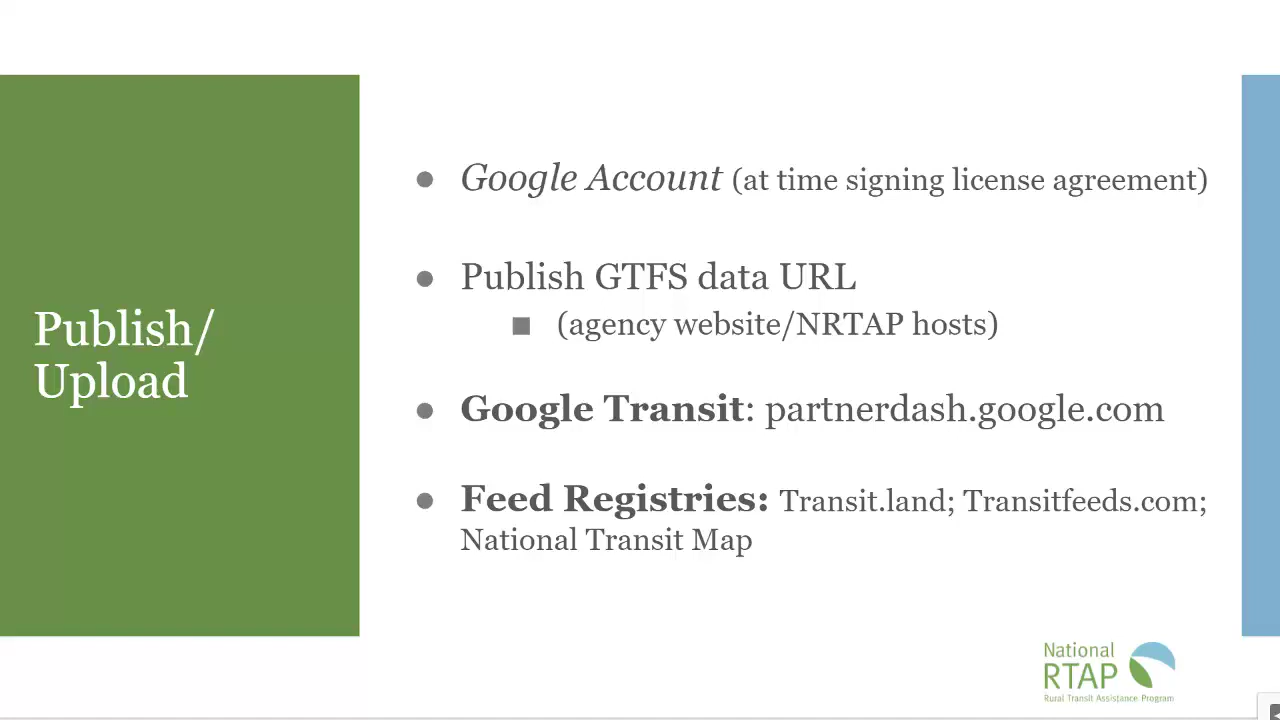 Publish/
Upload
● Google Account (at time signing license agreement)
● Publish GTFS data URL
■ (agency website/NRTAP hosts)
● Google Transit: partnerdash.google.com
● Feed Registries: Transit.land; Transitfeeds.com;
National Transit Map
National
RTAP
Rural Transit Assistance Program